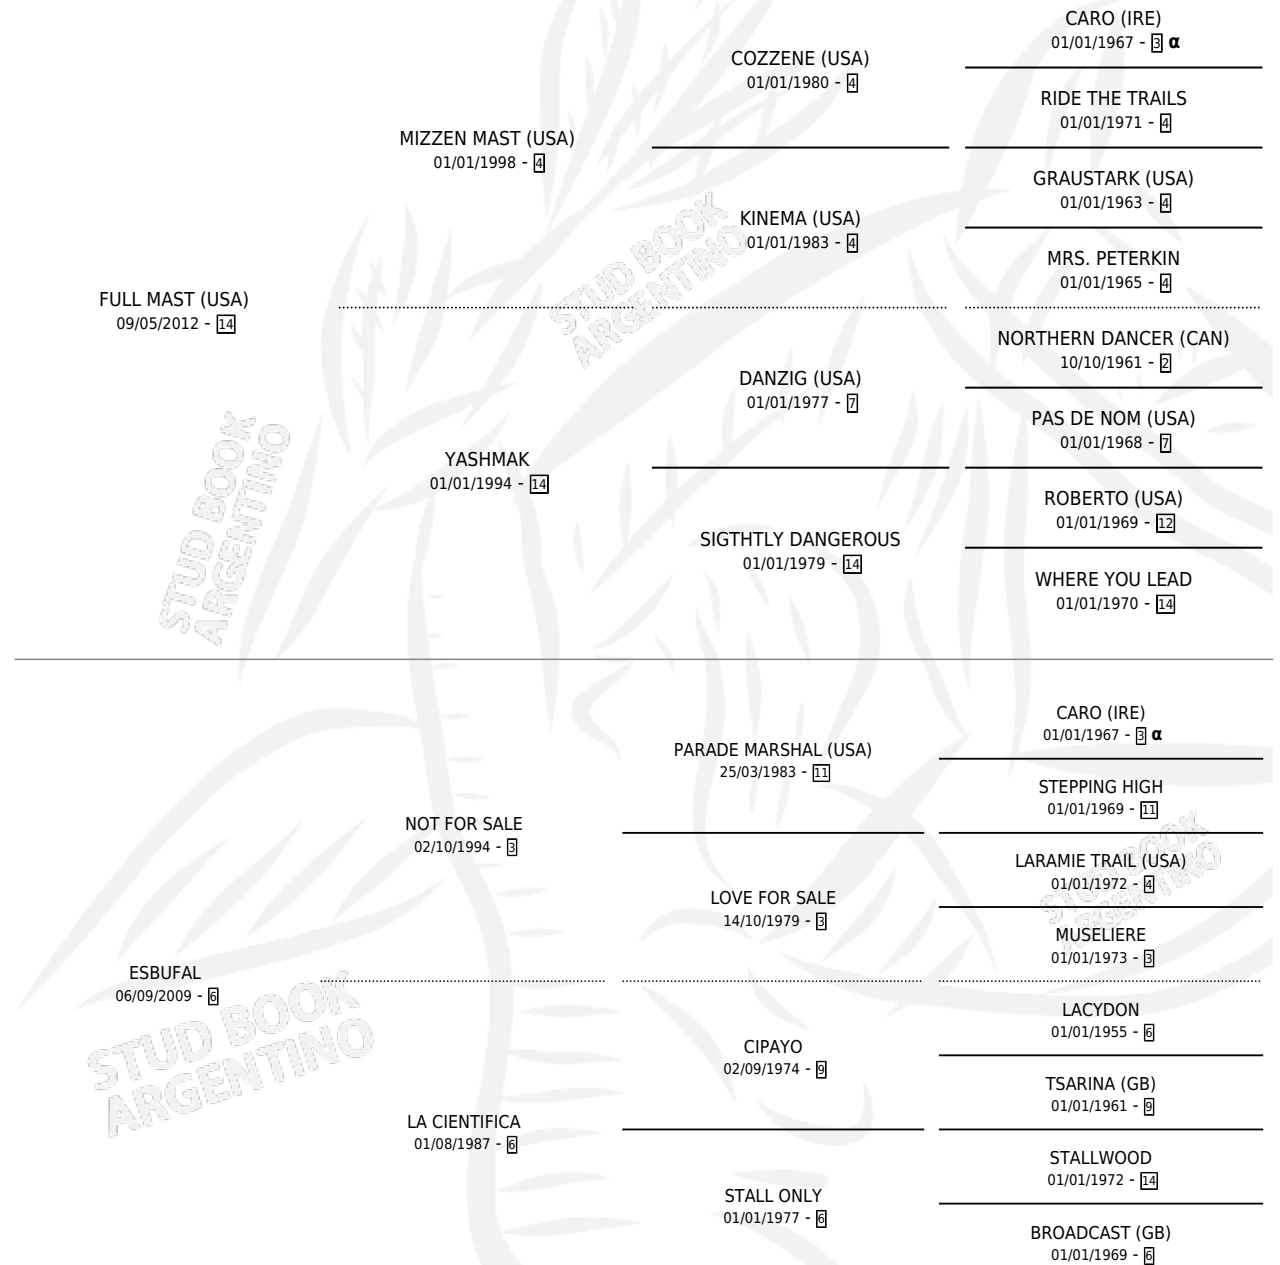 CARO (IRE)
01/01/1967 - 3 α
COZZENE (USA)
01/01/1980 - 4
RIDE THE TRAILS
01/01/1971 - 4
MIZZEN MAST (USA)
01/01/1998 - 4
GRAUSTARK (USA)
01/01/1963 - 4
KINEMA (USA)
01/01/1983 - 4
MRS. PETERKIN
01/01/1965 - 4
FULL MAST (USA)
09/05/2012 - 14
NORTHERN DANCER (CAN)
10/10/1961 - 2
DANZIG (USA)
01/01/1977 - 7
PAS DE NOM (USA)
01/01/1968 - 7
YASHMAK
01/01/1994 - 14
ROBERTO (USA)
01/01/1969 - 12
SIGTHTLY DANGEROUS
01/01/1979 - 14
WHERE YOU LEAD
01/01/1970 - 14
CARO (IRE)
01/01/1967 - 3 α
PARADE MARSHAL (USA)
25/03/1983 - 11
STEPPING HIGH
01/01/1969 - 11
NOT FOR SALE
02/10/1994 - 3
LARAMIE TRAIL (USA)
01/01/1972 - 4
LOVE FOR SALE
14/10/1979 - 3
MUSELIERE
01/01/1973 - 3
ESBUFAL
06/09/2009 - 6
LACYDON
01/01/1955 - 6
CIPAYO
02/09/1974 - 9
TSARINA (GB)
01/01/1961 - 9
LA CIENTIFICA
01/08/1987 - 6
STALLWOOD
01/01/1972 - 14
STALL ONLY
01/01/1977 - 6
BROADCAST (GB)
01/01/1969 - 6
STUD BOOK
ARGENTINO
STUD BOOK
ARGENTINO
STUD BOOK
ARGENTINO
STUD BOOK
ARGENTINO